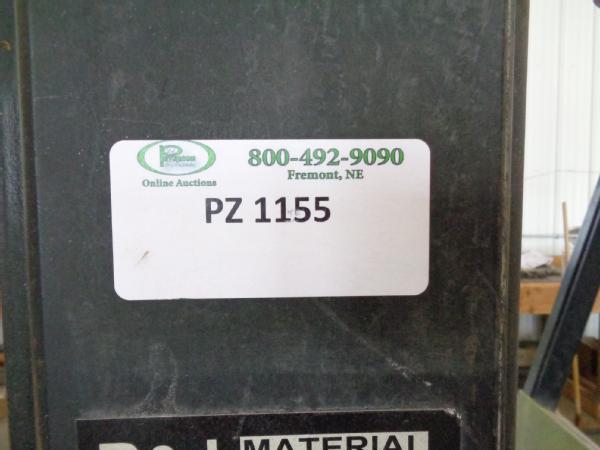 800-492-9090
Fremont, NE
Online Auctions
PZ 1155
MATERIAL